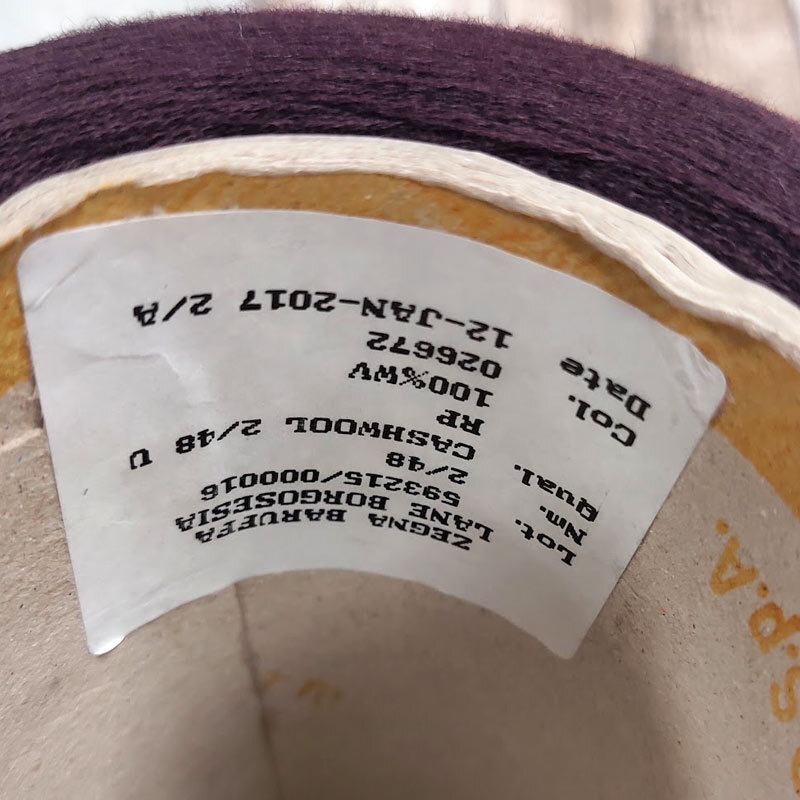 ZEGNA BARUFFA
LANE BORGOSESIA
Lot. 593215/000016
Nm. 2/48
Qual. CASHWOOL 2/48 U
RP
100%WV
Col. 026672
Date 12-JAN-2017 2/A
S.P.A.